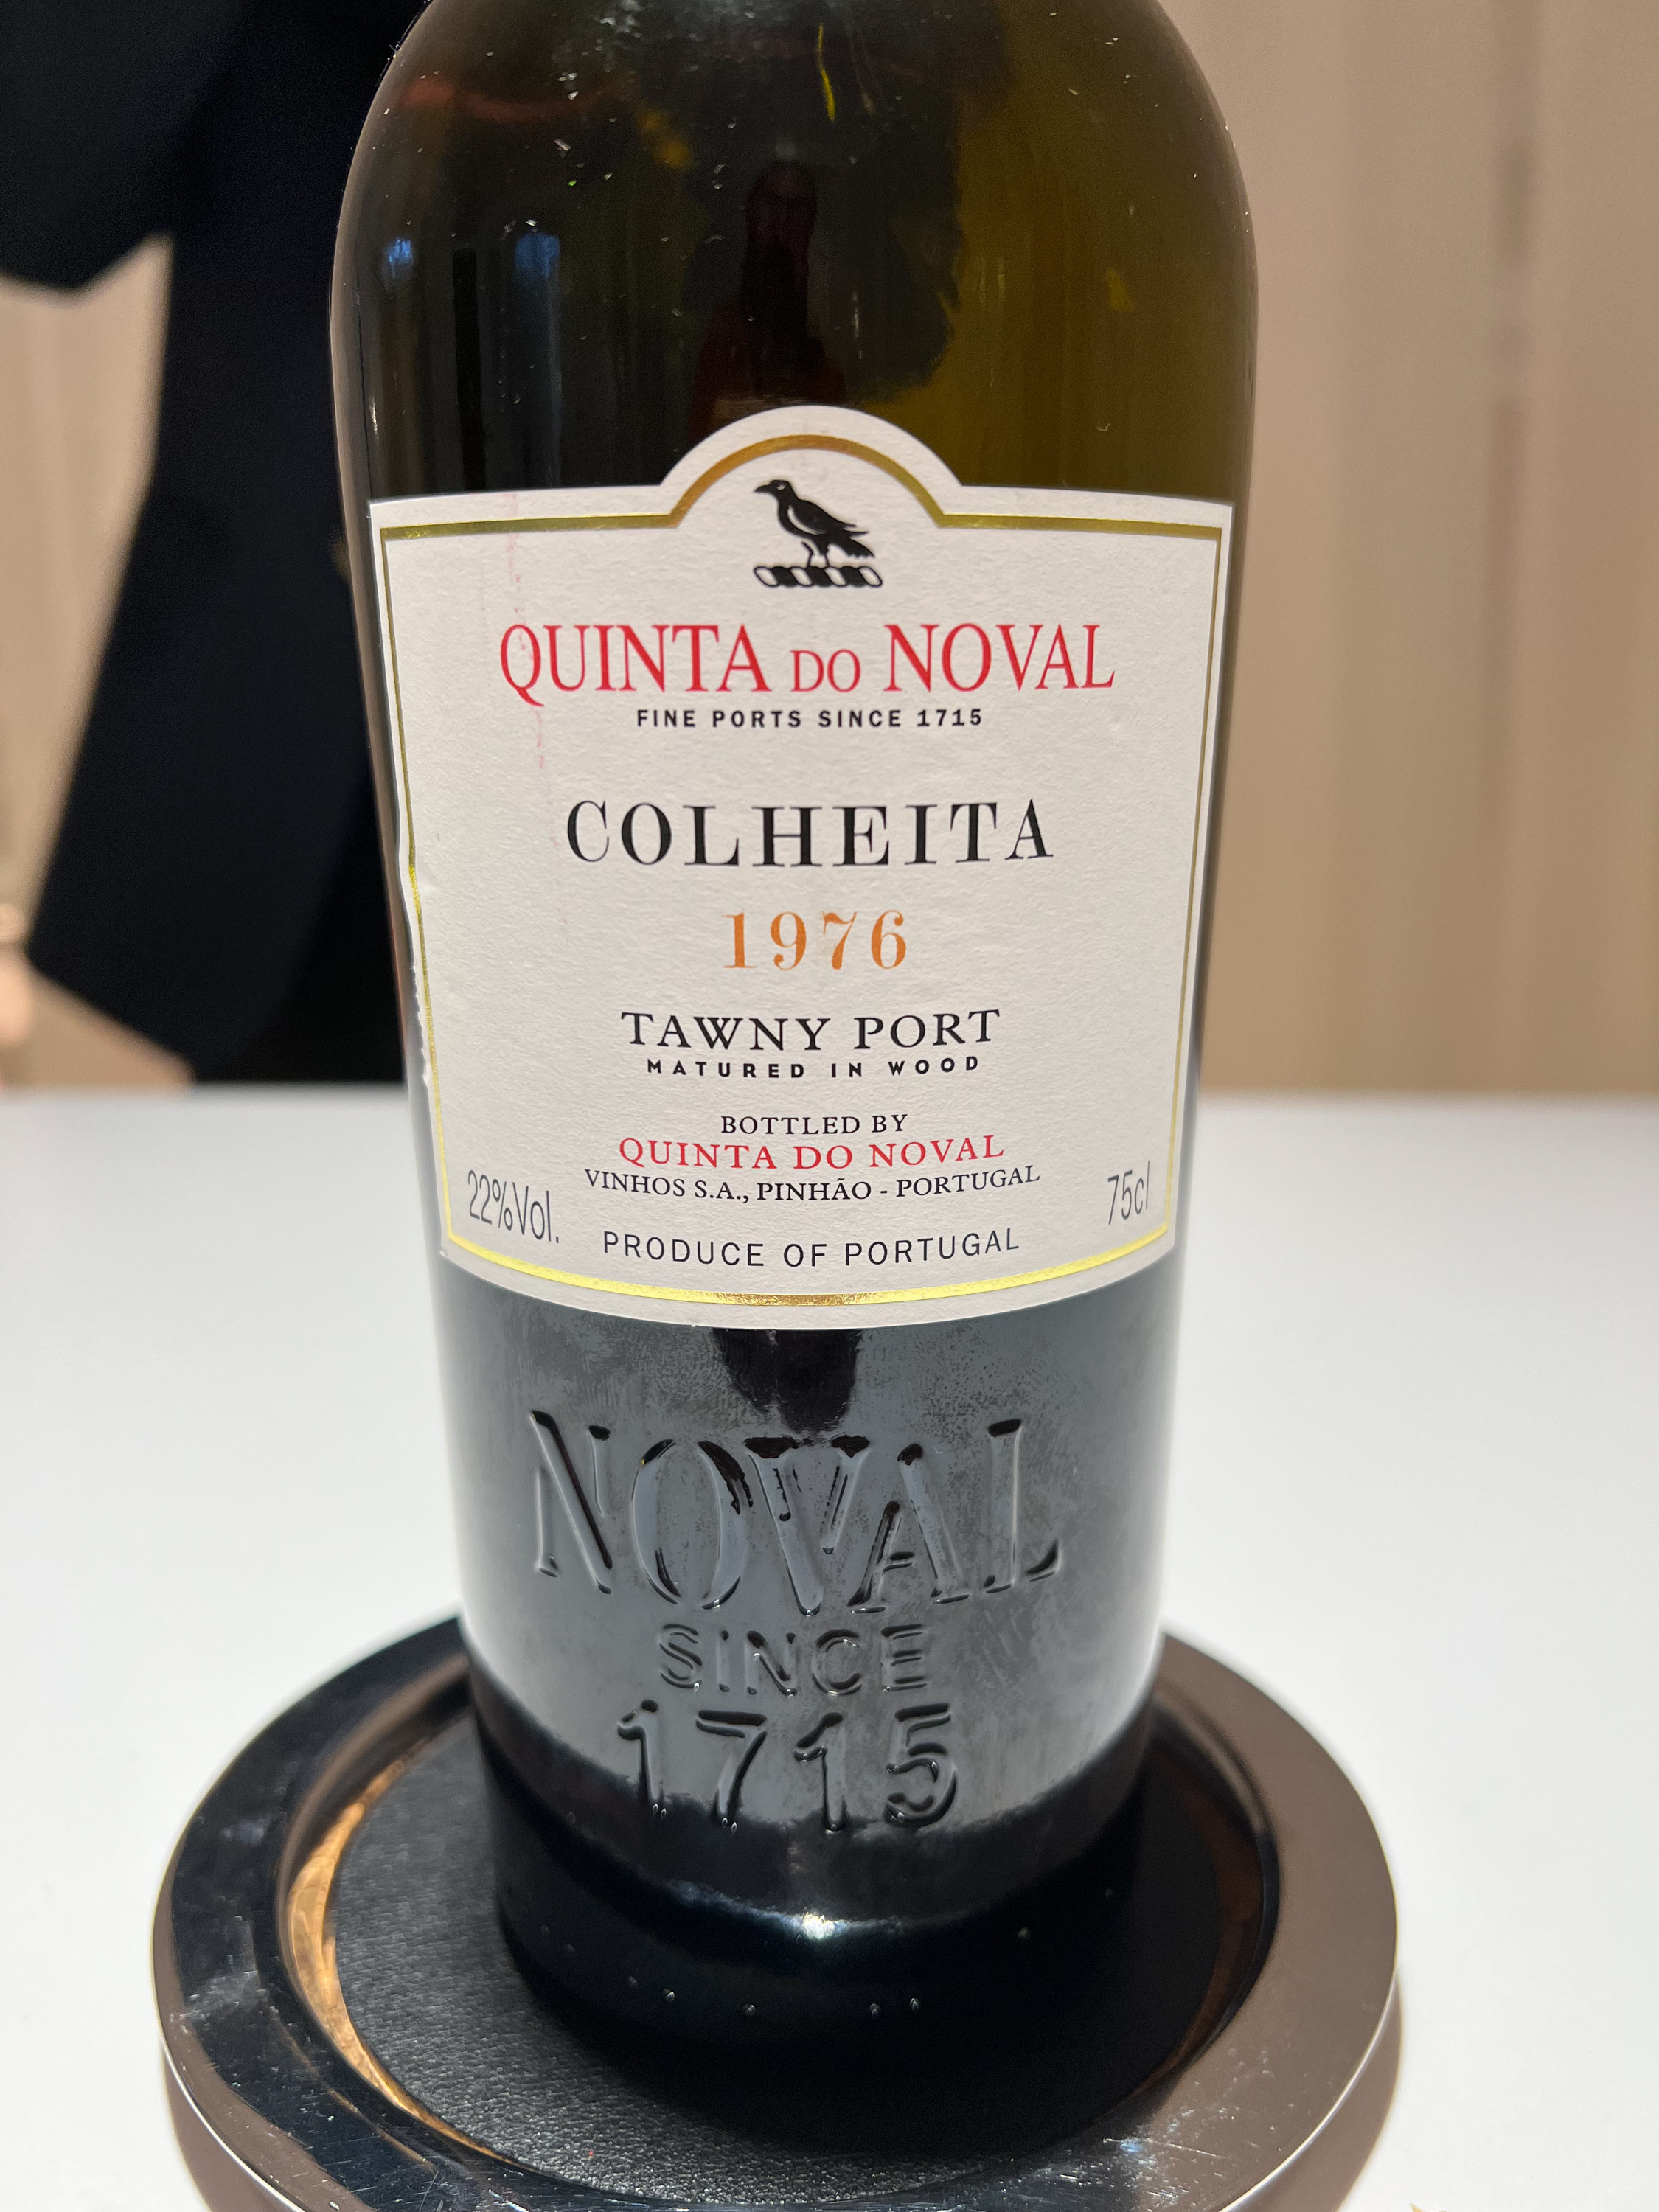 QUINTA DO NOVAL
FINE PORTS SINCE 1715
COLHEITA
1976
TAWNY PORT
MATURED IN WOOD
BOTTLED BY
QUINTA DO NOVAL
VINHOS S.A., PINHÃO - PORTUGAL
22%Vol.
75cl
PRODUCE OF PORTUGAL
NOVAL
SINCE
1715